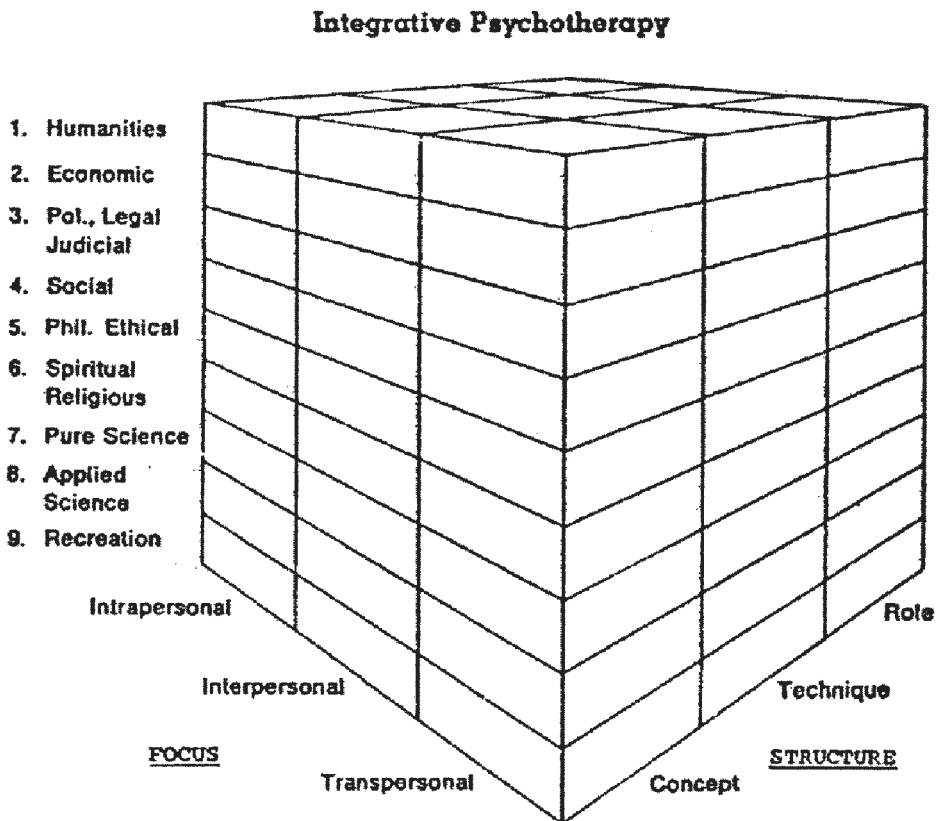 Integrative Psychotherapy
1. Humanities
2. Economic
3. Pol., Legal
Judicial
4. Social
5. Phil. Ethical
6. Spiritual
Religious
7. Pure Science
8. Applied
Science
9. Recreation
Intrapersonal
Role
Interpersonal
Technique
FOCUS
STRUCTURE
Transpersonal
Concept